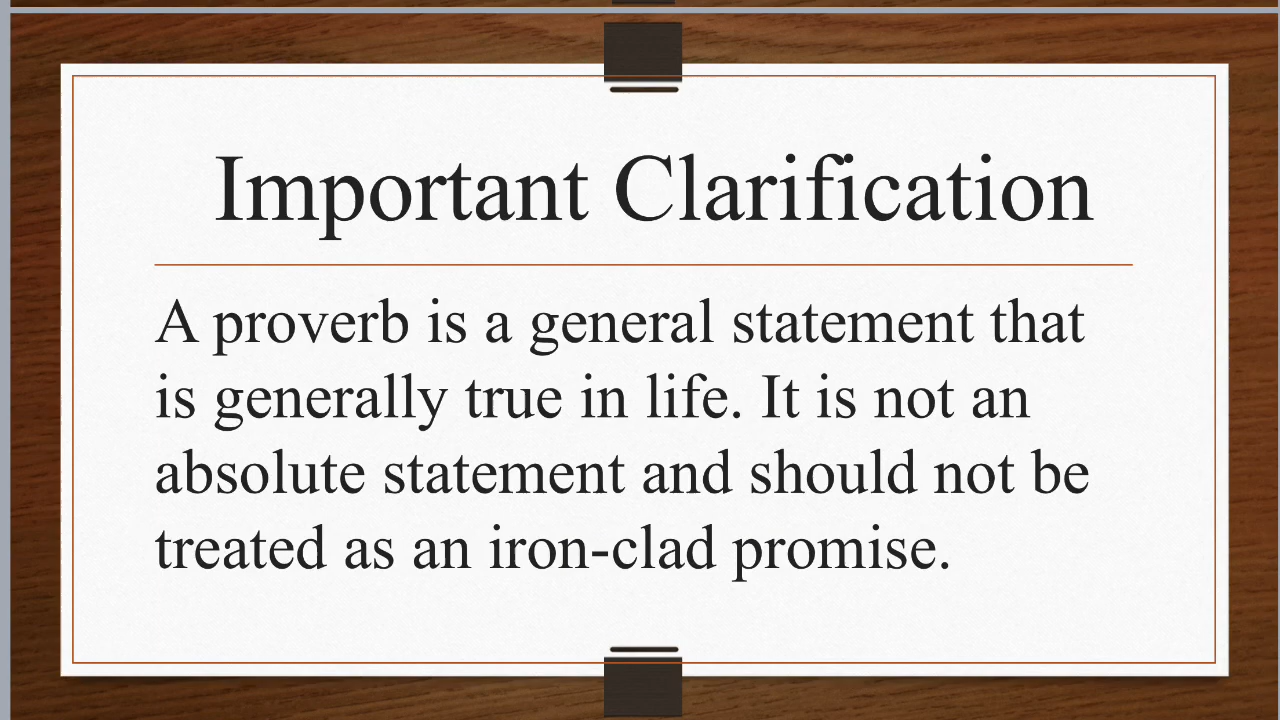 Important Clarification
A proverb is a general statement that
is generally true in life. It is not an
absolute statement and should not be
treated as an iron-clad promise.